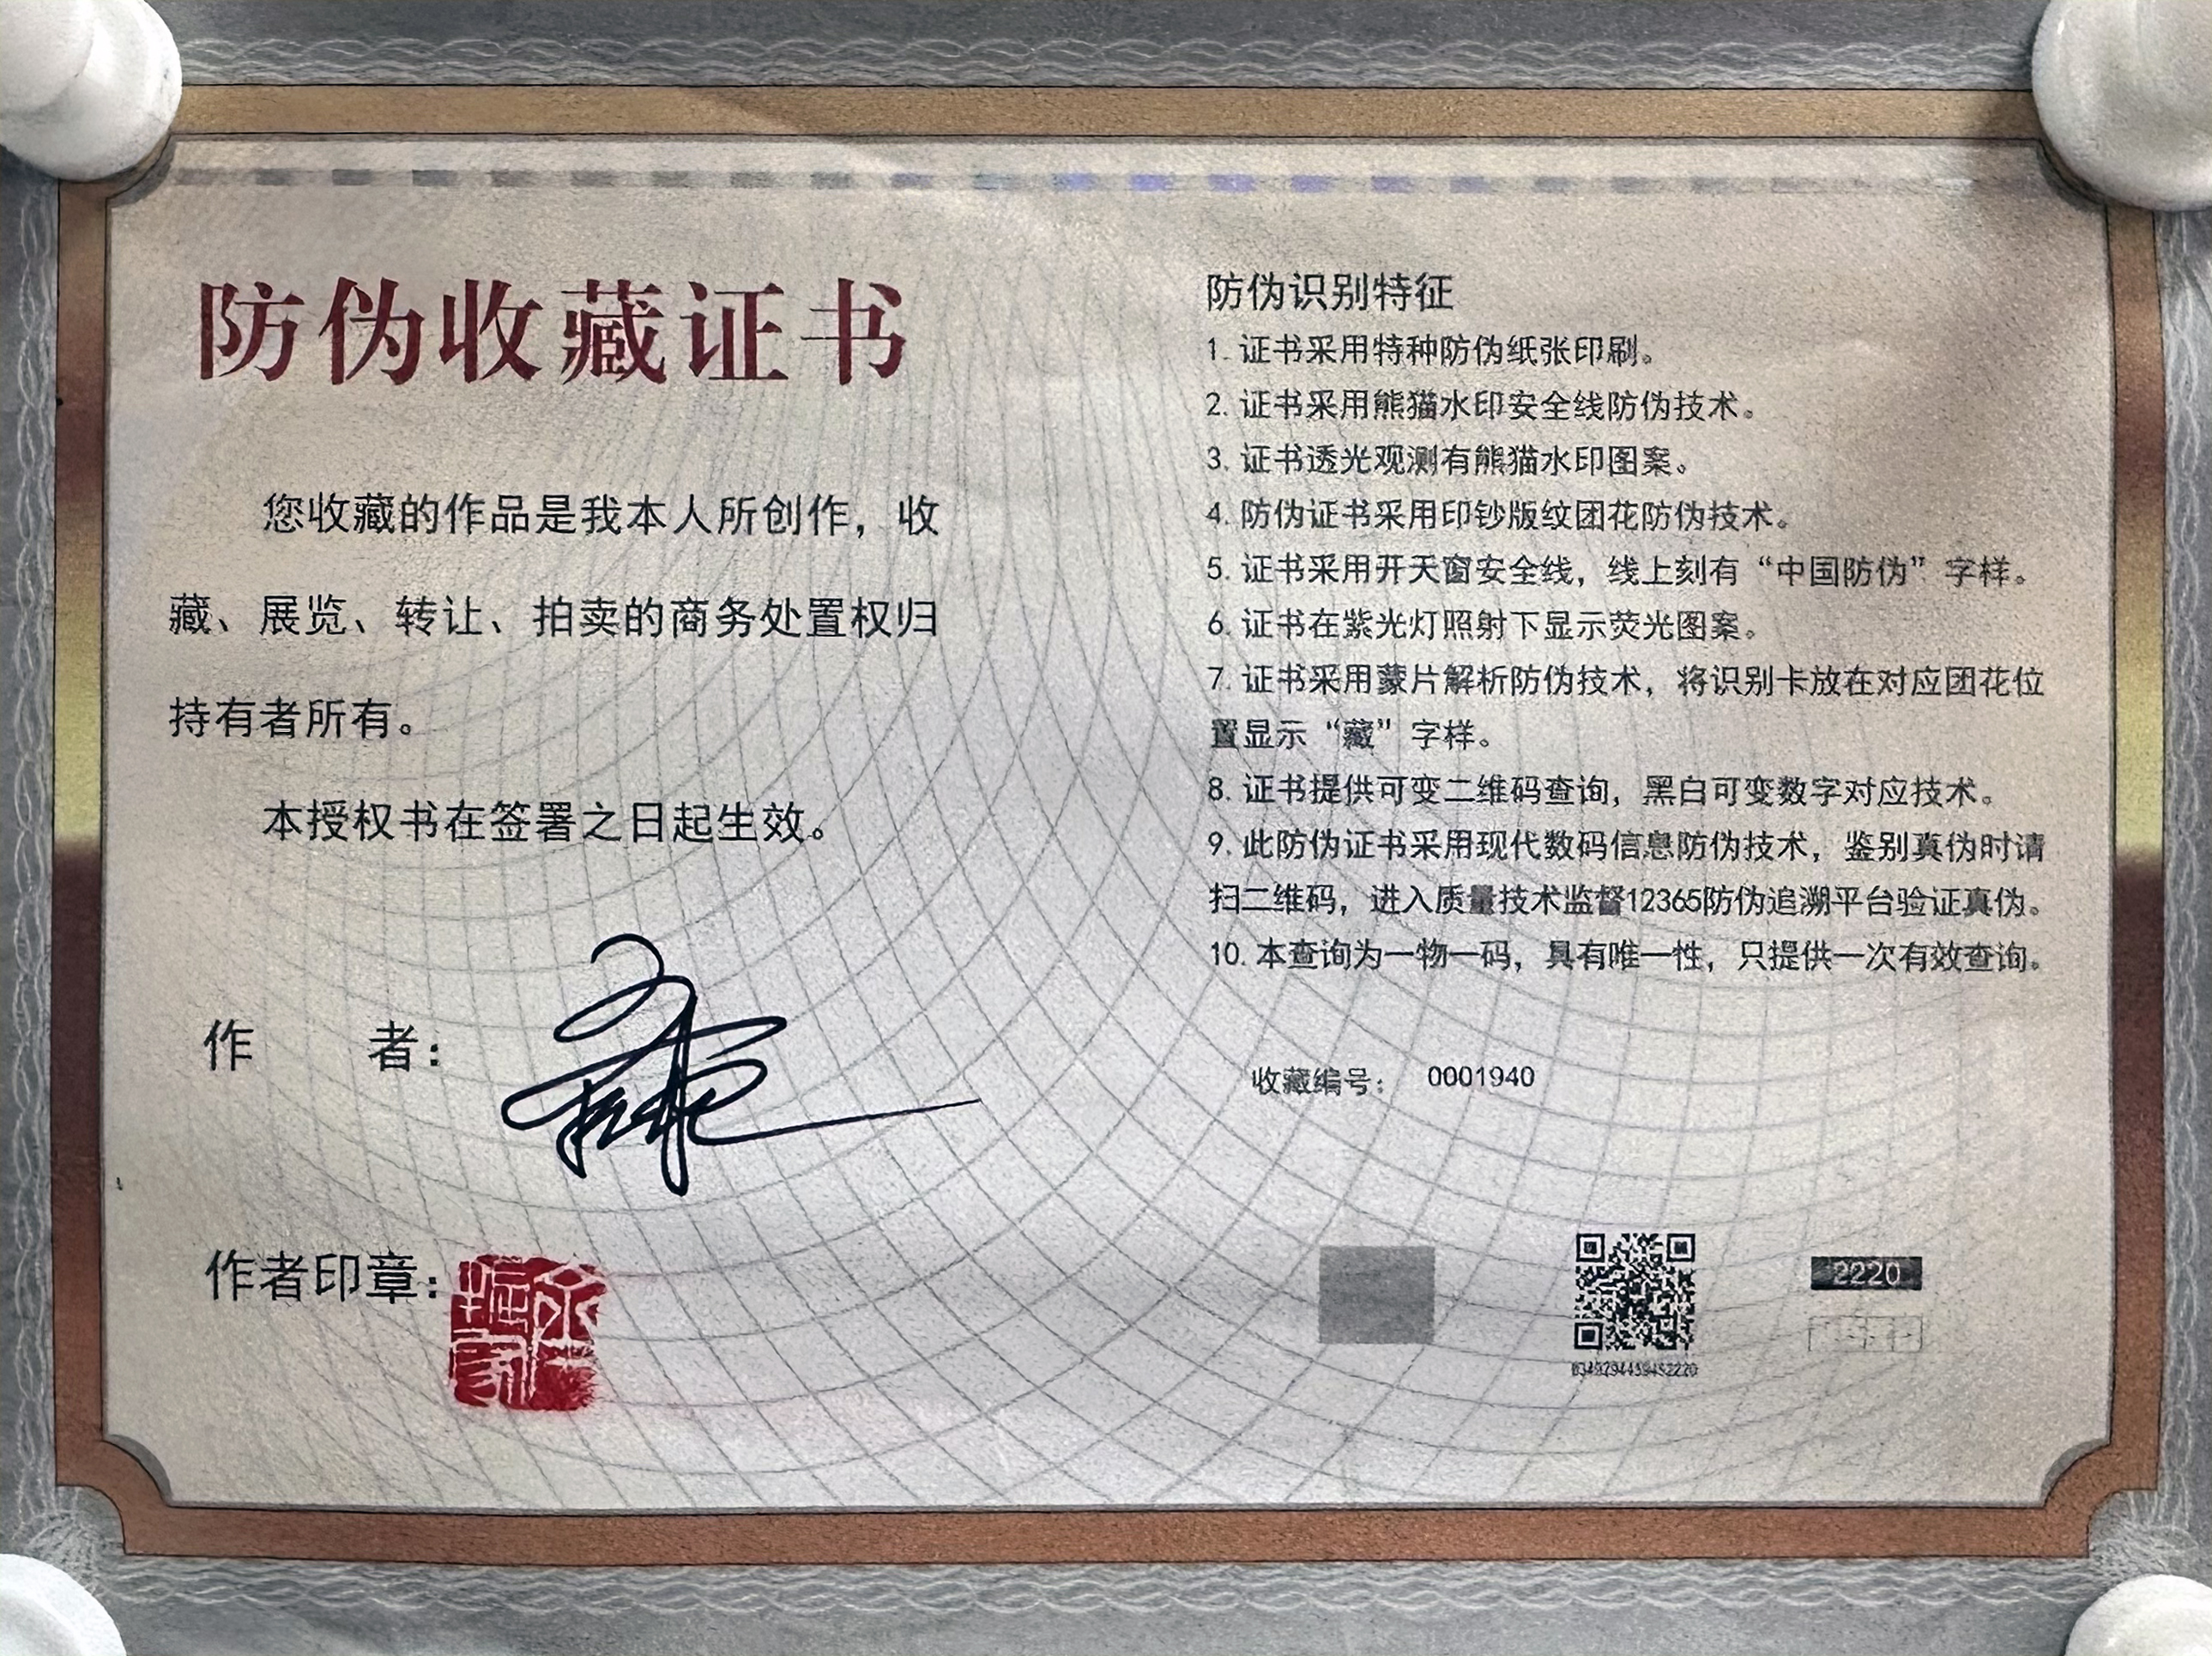 防伪收藏证书
您收藏的作品是我本人所创作，收
藏、展览、转让、拍卖的商务处置权归
持有者所有。
本授权书在签署之日起生效。
作者：
作者印章：
防伪识别特征
1. 证书采用特种防伪纸张印刷。
2. 证书采用熊猫水印安全线防伪技术。
3. 证书透光观测有熊猫水印图案。
4. 防伪证书采用印钞版纹团花防伪技术。
5. 证书采用开天窗安全线，线上刻有“中国防伪”字样。
6. 证书在紫光灯照射下显示荧光图案。
7. 证书采用蒙片解析防伪技术，将识别卡放在对应团花位
置显示“藏”字样。
8. 证书提供可变二维码查询，黑白可变数字对应技术。
9. 此防伪证书采用现代数码信息防伪技术，鉴别真伪时请
扫二维码，进入质量技术监督12365防伪追溯平台验证真伪。
10. 本查询为一物一码，具有唯一性，只提供一次有效查询。
收藏编号：0001940
2220